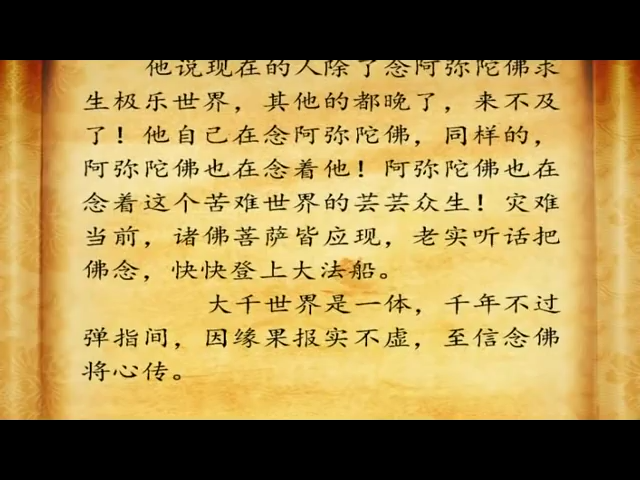 他说现在的人除了念阿弥陀佛求
生极乐世界，其他的都晚了，来不及
了！他自己在念阿弥陀佛，同样的，
阿弥陀佛也在念着他！阿弥陀佛也在
念着这个苦难世界的芸芸众生！灾难
当前，诸佛菩萨皆应现，老实听话把
佛念，快快登上大法船。
大千世界是一体，千年不过
弹指间，因缘果报实不虚，至信念佛
将心传。